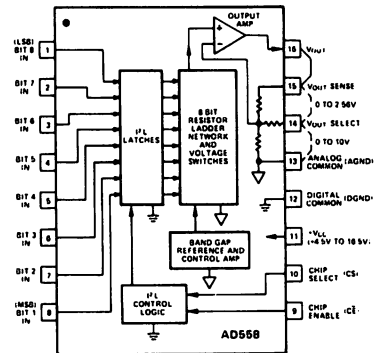 OUTPUT
AMP
(LSB)
BIT 8
IN
1
BIT 7
IN
2
BIT 6
IN
3
BIT 5
IN
4
BIT 4
IN
5
BIT 3
IN
6
BIT 2
IN
7
(MSB)
BIT 1
IN
8
I²L
LATCHES
8 BIT
RESISTOR
LADDER
NETWORK
AND
VOLTAGE
SWITCHES
BAND GAP
REFERENCE AND
CONTROL AMP
I²L
CONTROL
LOGIC
+
−
16
VOUT
15
VOUT SENSE
0 TO 2 56V
14
VOUT SELECT
0 TO 10V
13
ANALOG
COMMON (AGND)
12
DIGITAL
COMMON (DGND)
11
+VCC
(+4.5V TO 16.5V)
10
CHIP
SELECT (CS)
9
CHIP
ENABLE (CE)
AD558